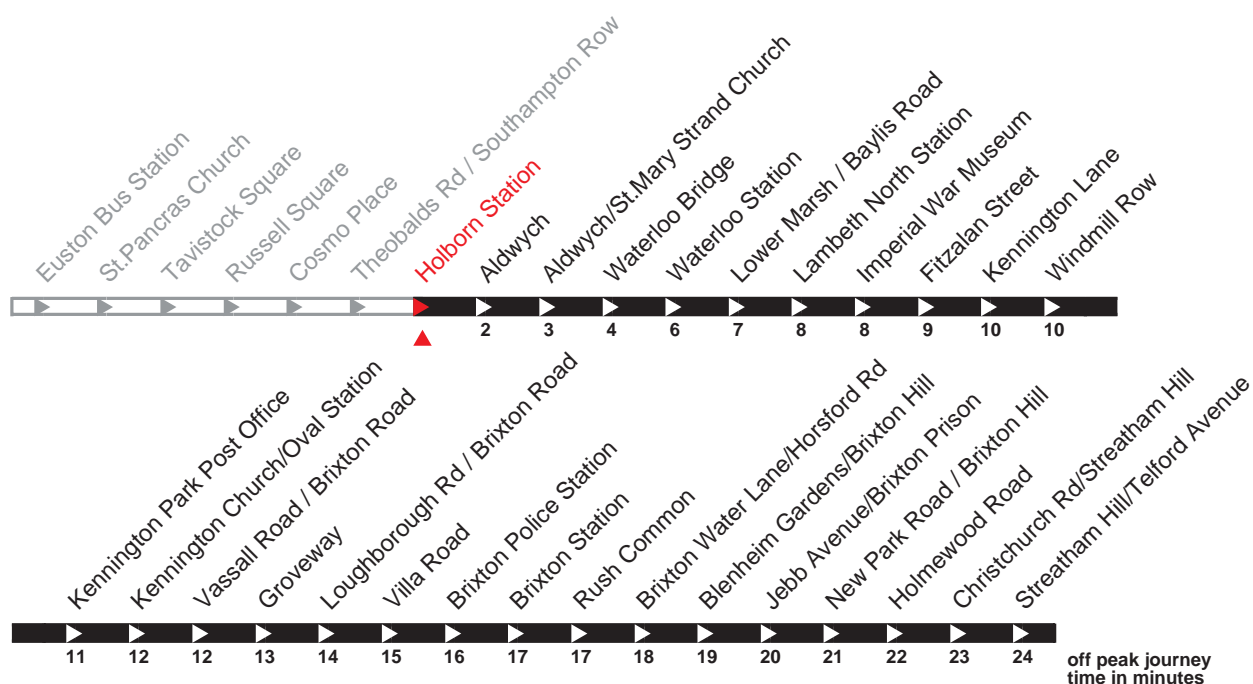 Euston Bus Station
St.Pancras Church
Tavistock Square
Russell Square
Cosmo Place
Theobalds Rd / Southampton Row
Holborn Station
Aldwych
Aldwych/St.Mary Strand Church
Waterloo Bridge
Waterloo Station
Lower Marsh / Baylis Road
Lambeth North Station
Imperial War Museum
Fitzalan Street
Kennington Lane
Windmill Row
2 3 4 6 7 8 8 9 10 10
Kennington Park Post Office
Kennington Church/Oval Station
Vassall Road / Brixton Road
Groveway
Loughborough Rd / Brixton Road
Villa Road
Brixton Police Station
Brixton Station
Rush Common
Brixton Water Lane/Horsford Rd
Blenheim Gardens/Brixton Hill
Jebb Avenue/Brixton Prison
New Park Road / Brixton Hill
Holmewood Road
Christchurch Rd/Streatham Hill
Streatham Hill/Telford Avenue
11 12 12 13 14 15 16 17 17 18 19 20 21 22 23 24
off peak journey
time in minutes